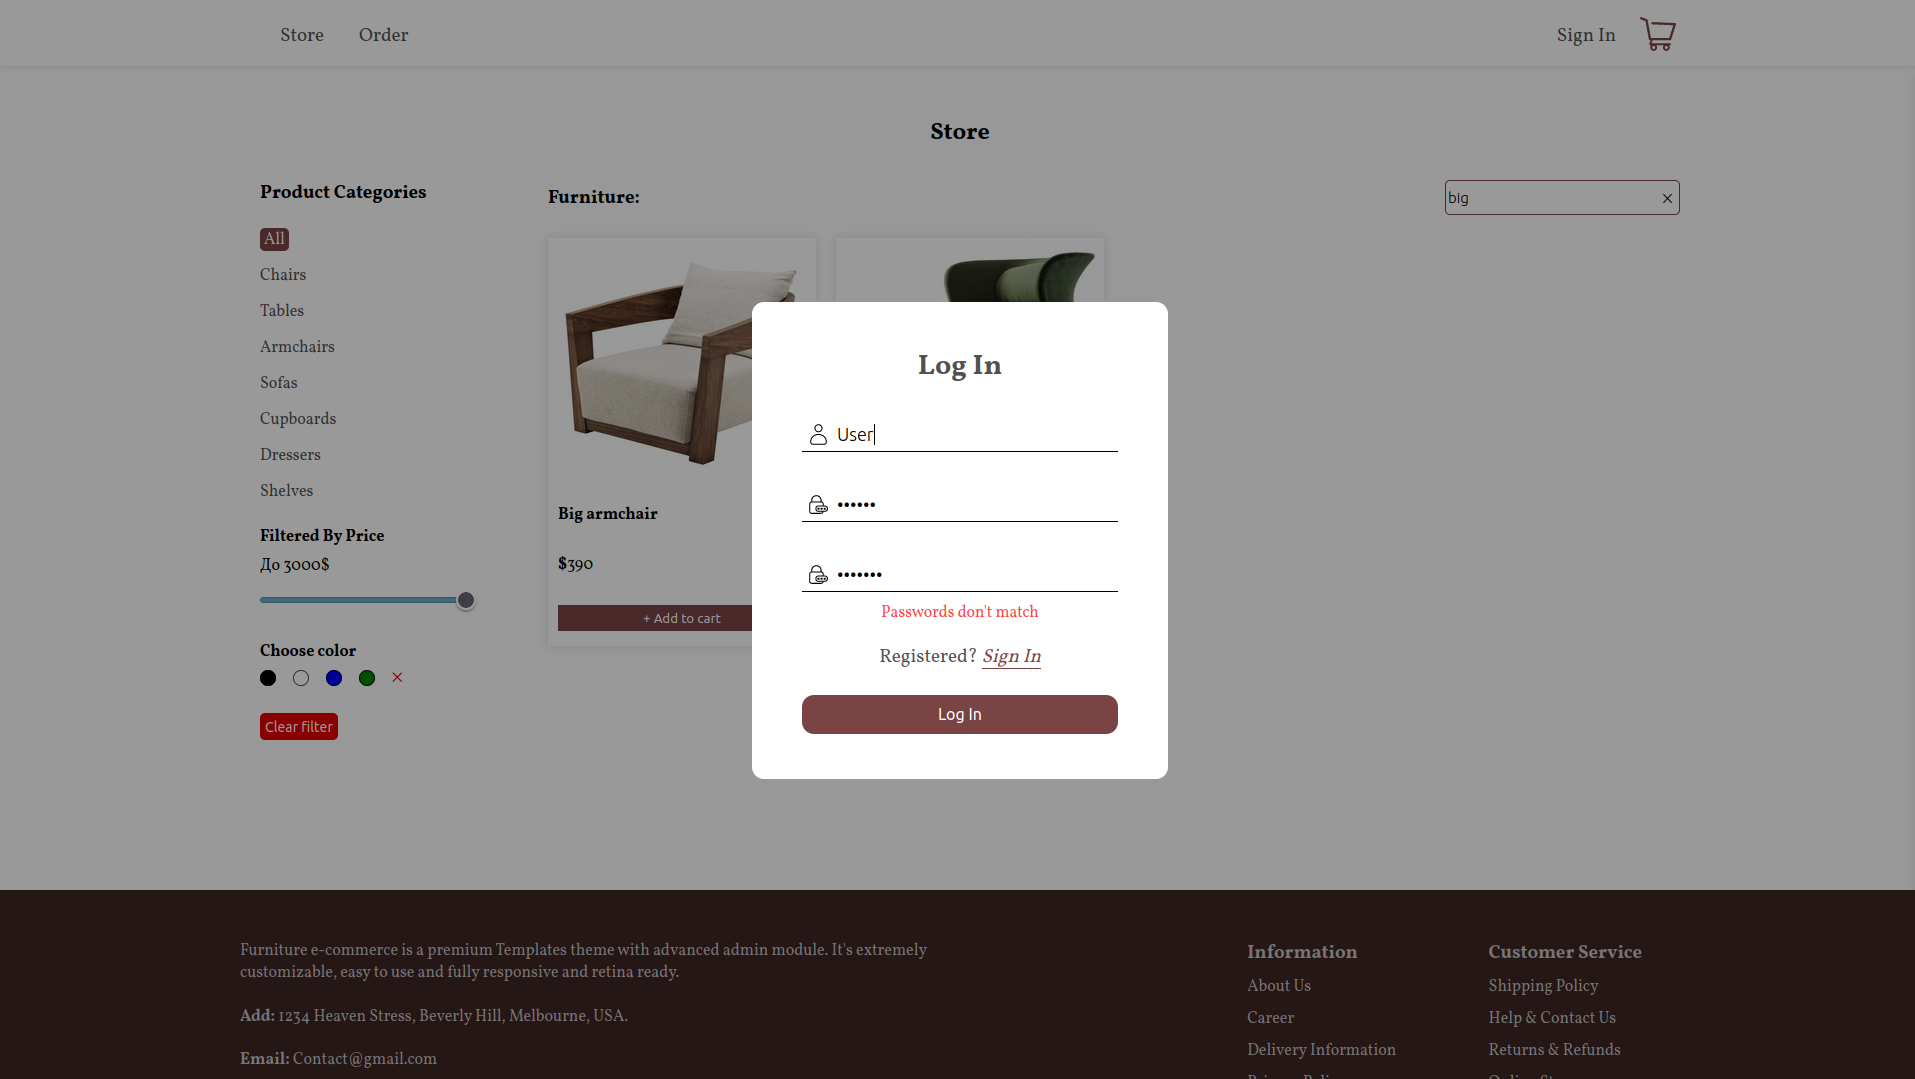 Store
Order
Sign In
Store
Product Categories
All
Chairs
Tables
Armchairs
Sofas
Cupboards
Dressers
Shelves
Filtered By Price
До 3000$
Choose color
Clear filter
Furniture:
big
Big armchair
$390
+ Add to cart
Log In
User
••••••
•••••••
Passwords don't match
Registered? Sign In
Log In
Furniture e-commerce is a premium Templates theme with advanced admin module. It's extremely
customizable, easy to use and fully responsive and retina ready.
Add: 1234 Heaven Stress, Beverly Hill, Melbourne, USA.
Email: Contact@gmail.com
Information
About Us
Career
Delivery Information
Customer Service
Shipping Policy
Help & Contact Us
Returns & Refunds